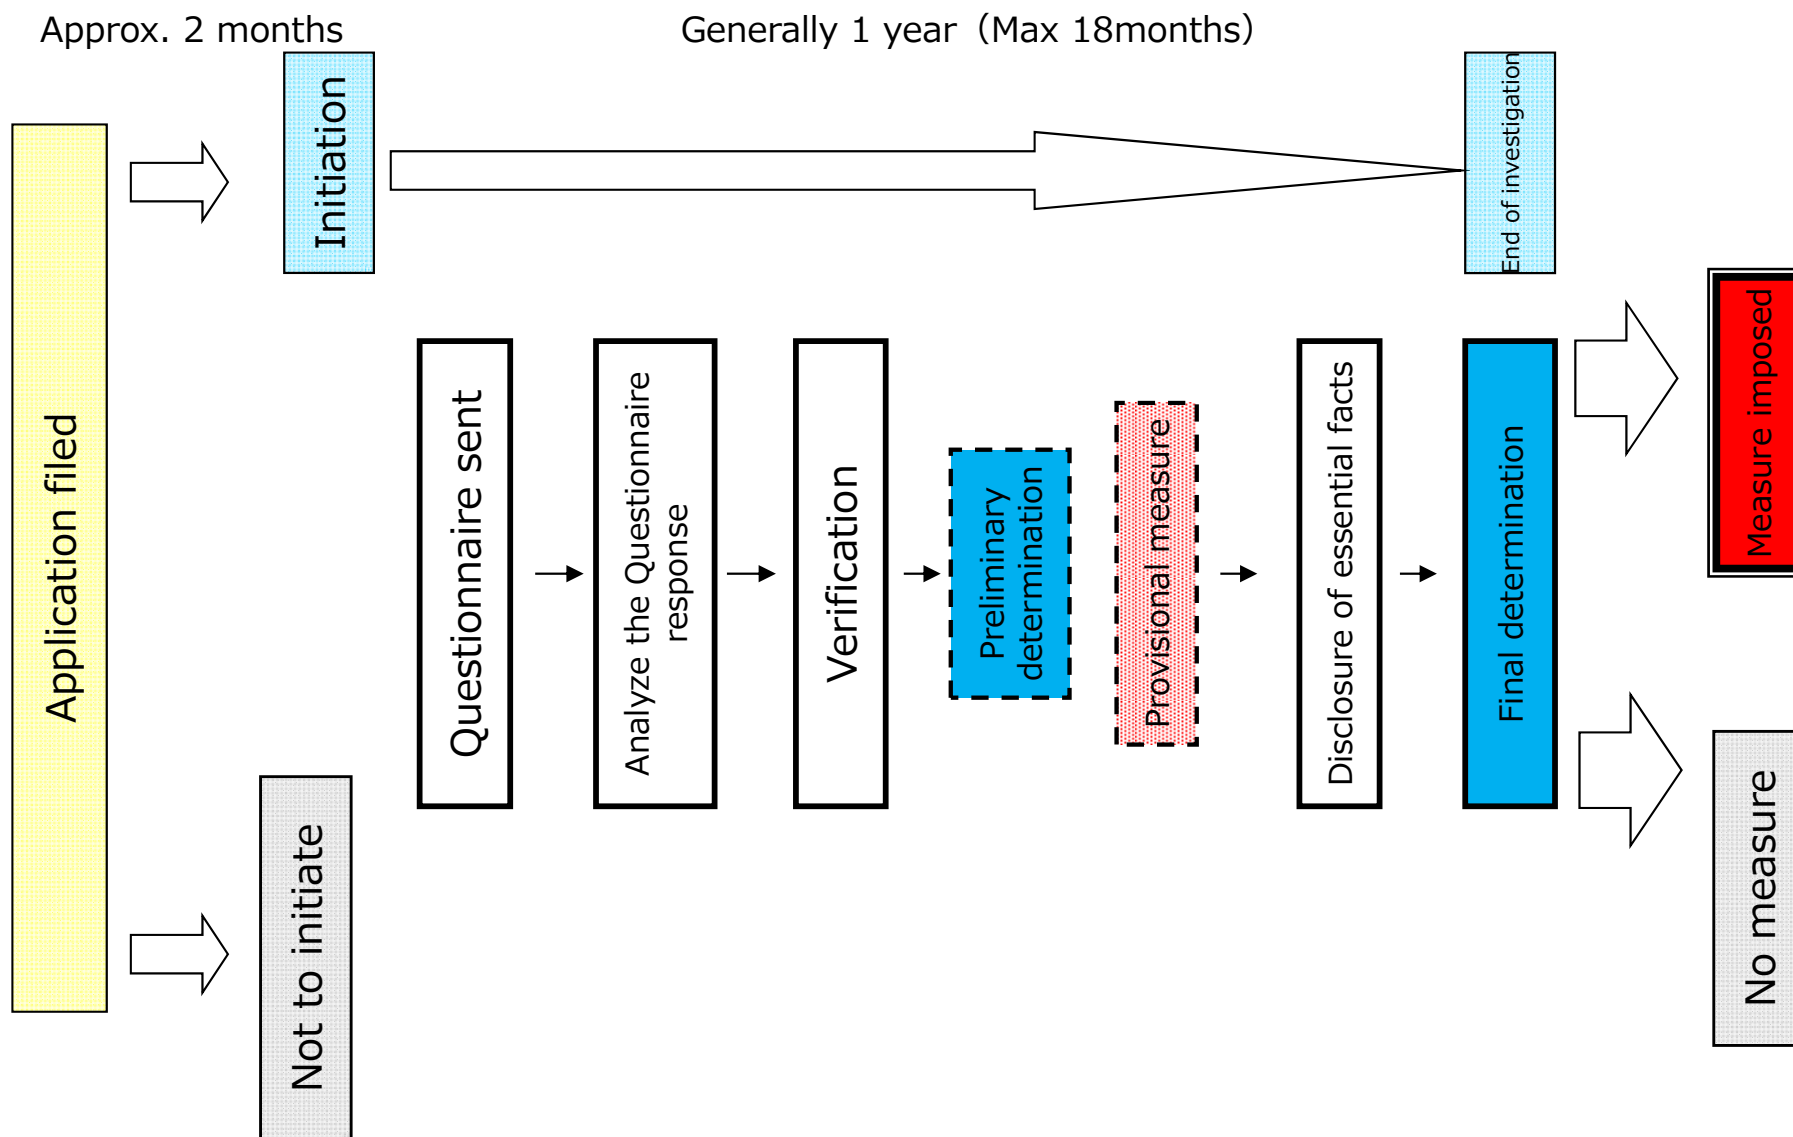 Approx. 2 months
Generally 1 year（Max 18months）
Application filed
Initiation
Not to initiate
Questionnaire sent
Analyze the Questionnaire
response
Verification
Preliminary
determination
Provisional measure
Disclosure of essential facts
End of investigation
Final determination
Measure imposed
No measure